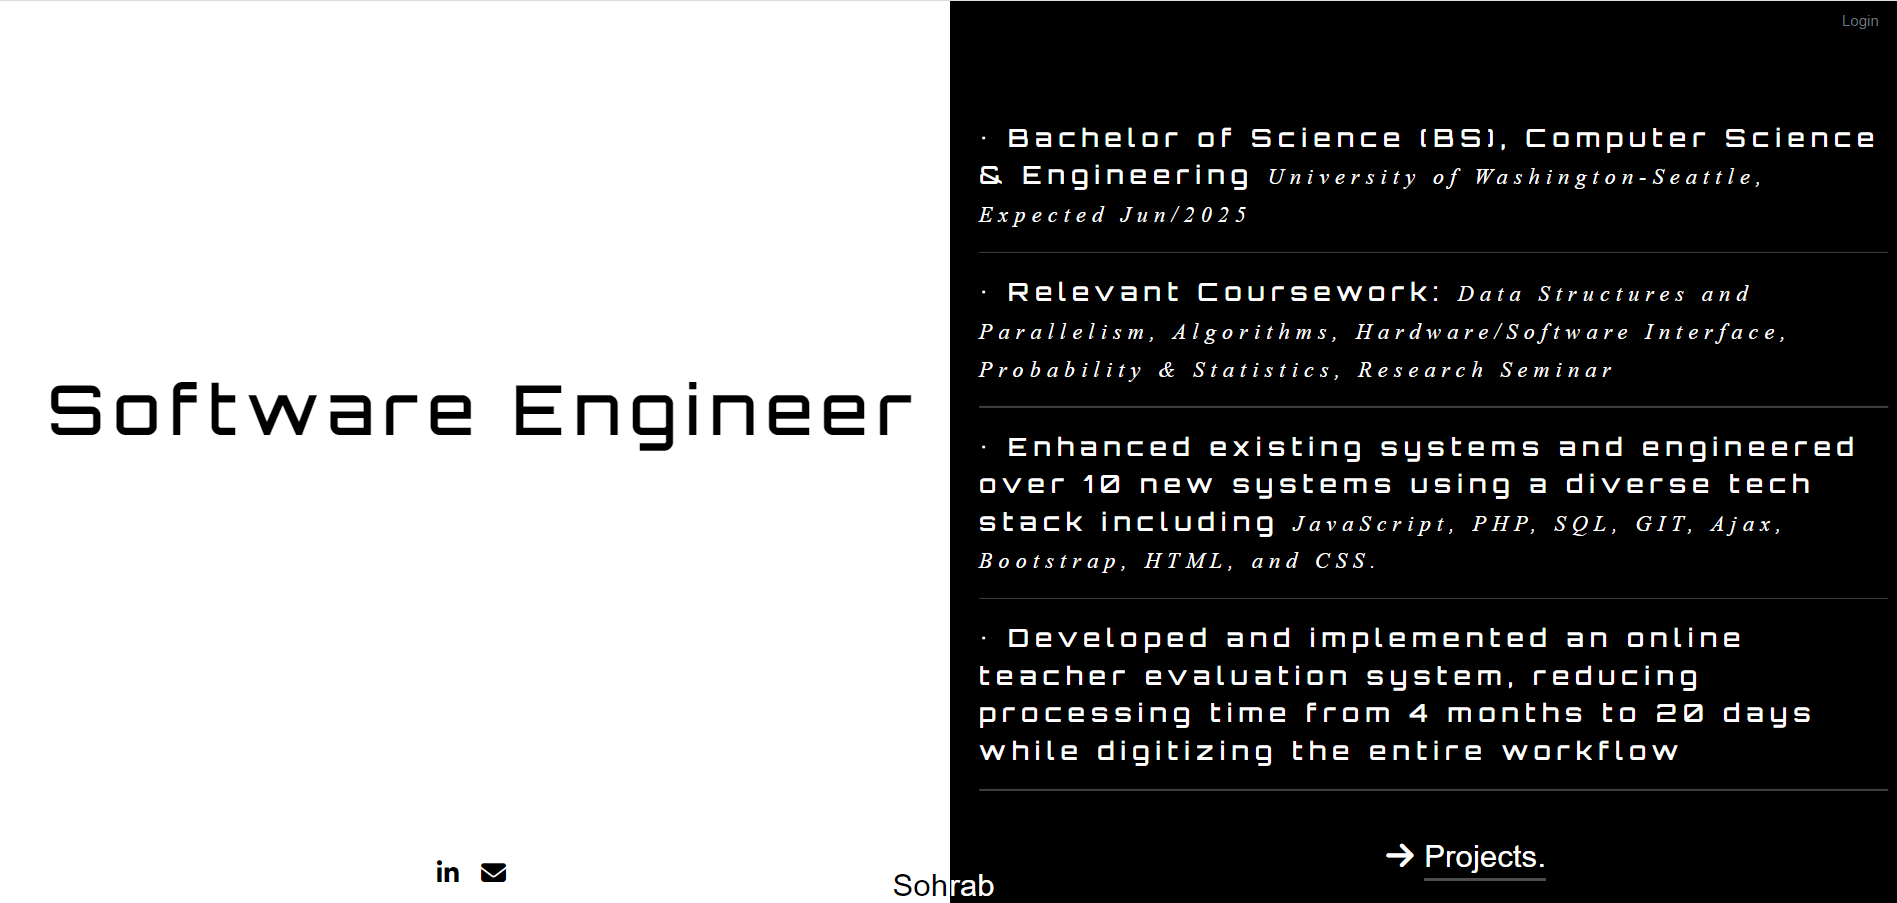 Login
Software Engineer
· Bachelor of Science (BS), Computer Science
& Engineering University of Washington-Seattle,
Expected Jun/2025
· Relevant Coursework: Data Structures and
Parallelism, Algorithms, Hardware/Software Interface,
Probability & Statistics, Research Seminar
· Enhanced existing systems and engineered
over 10 new systems using a diverse tech
stack including JavaScript, PHP, SQL, GIT, Ajax,
Bootstrap, HTML, and CSS.
· Developed and implemented an online
teacher evaluation system, reducing
processing time from 4 months to 20 days
while digitizing the entire workflow
→ Projects.
in
Sohrab